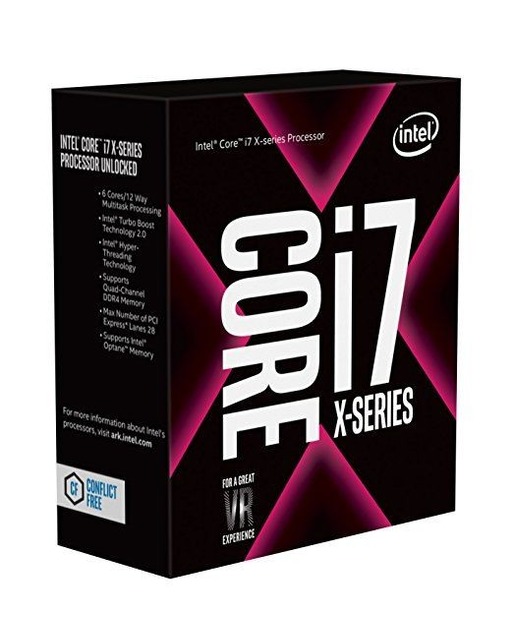 INTEL® CORE™ i7 X-SERIES
PROCESSOR UNLOCKED
• 6 Cores/12 Way
Multitask Processing
• Intel® Turbo Boost
Technology 2.0
• Intel® Hyper-
Threading
Technology
• Supports
Quad-Channel
DDR4 Memory
• Max Number of PCI
Express® Lanes 28
• Supports Intel®
Optane™ Memory
For more information about Intel's
processors, visit ark.intel.com
CF
CONFLICT
FREE
Intel® Core™ i7 X-series Processor
intel®
CORE
i7
X-SERIES
FOR A GREAT
VR
EXPERIENCE